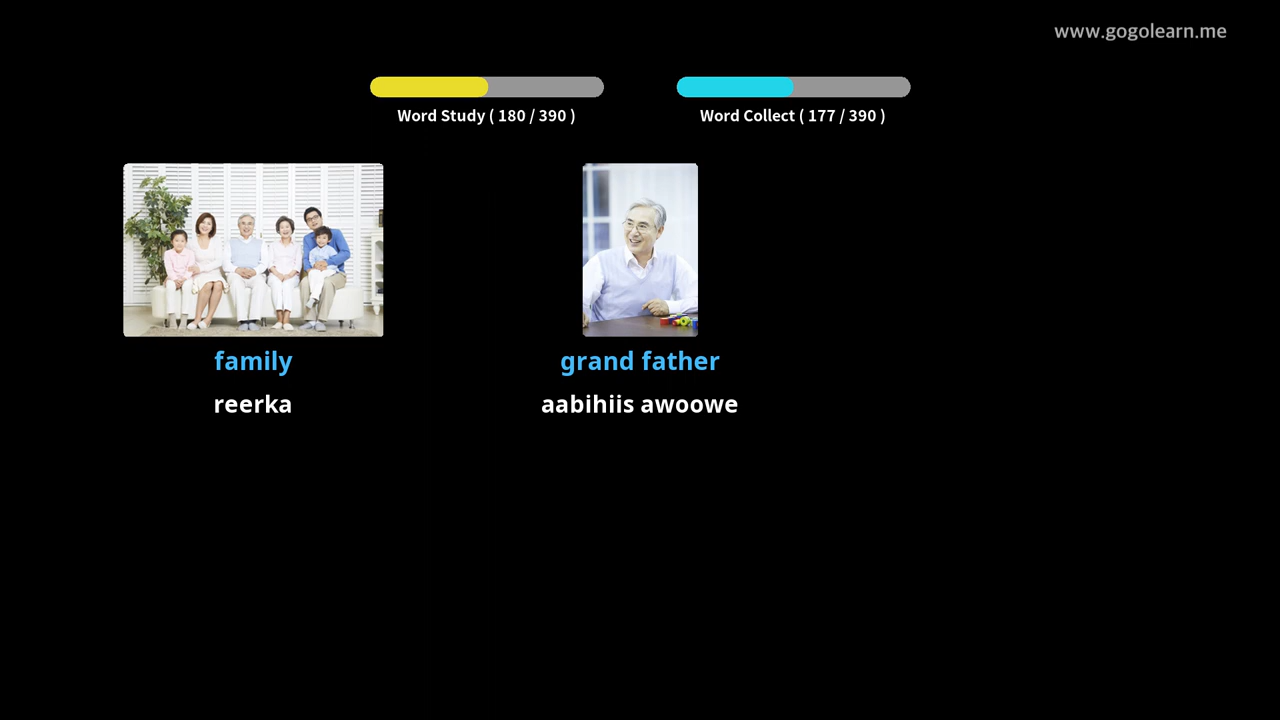 www.gogolearn.me
Word Study ( 180 / 390 )
Word Collect ( 177 / 390 )
family
reerka
grand father
aabihiis awoowe